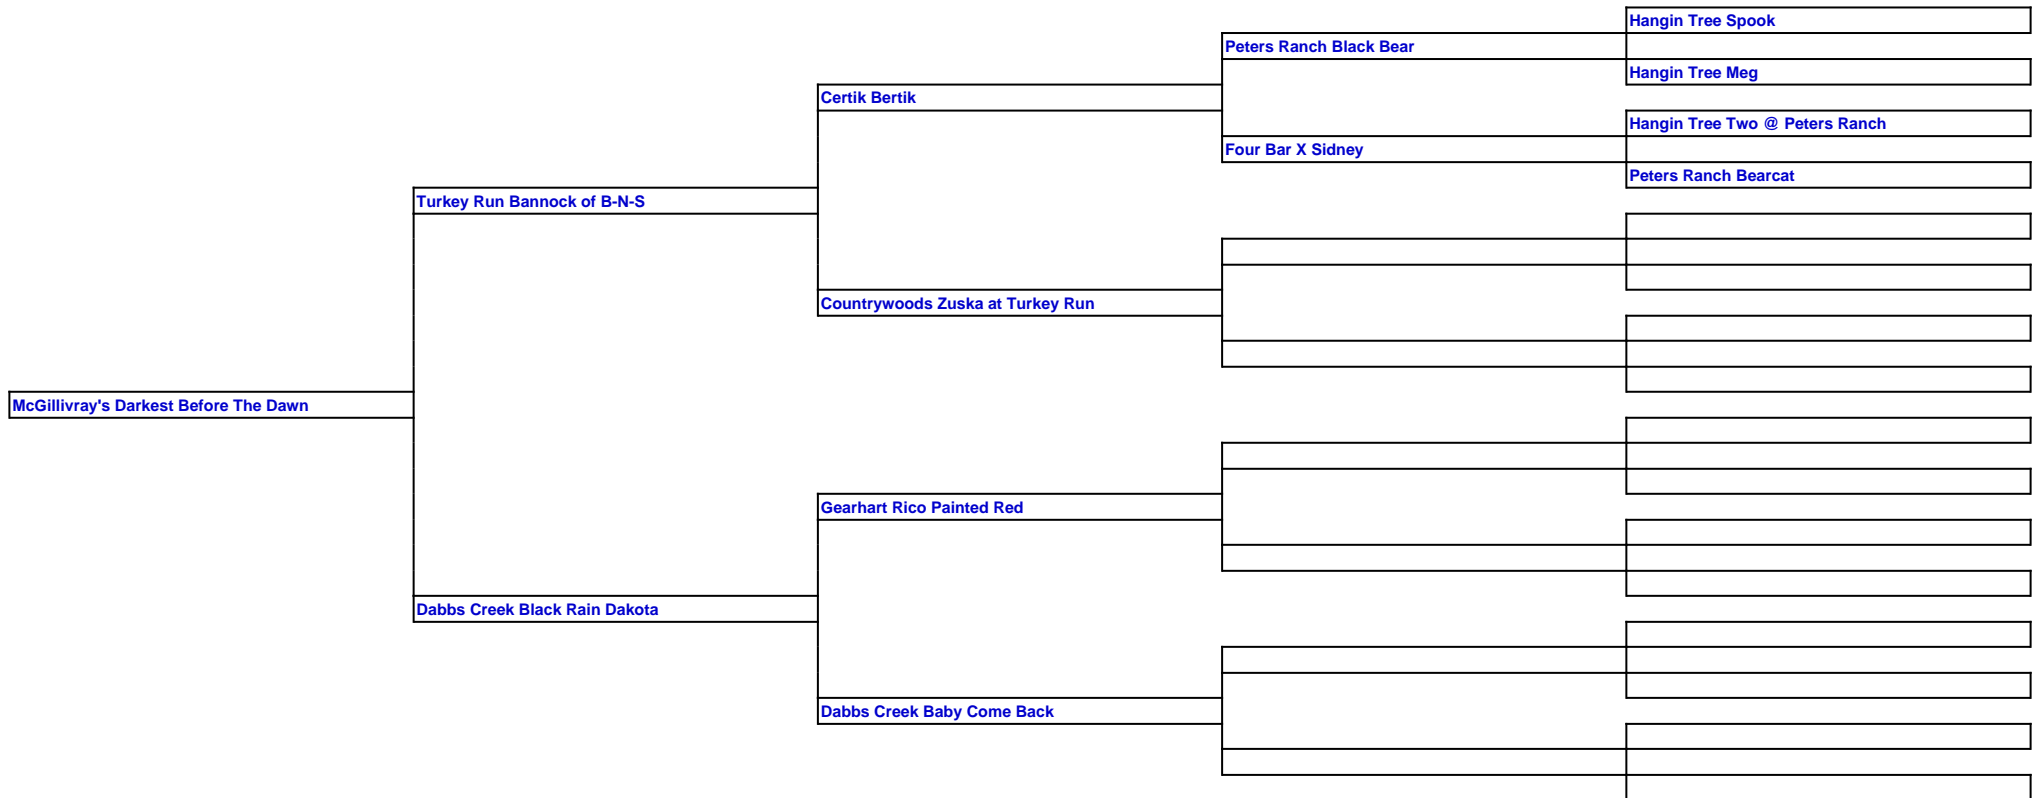 Hangin Tree Spook
Peters Ranch Black Bear
Hangin Tree Meg
Certik Bertik
Hangin Tree Two @ Peters Ranch
Four Bar X Sidney
Peters Ranch Bearcat
Turkey Run Bannock of B-N-S
Countrywoods Zuska at Turkey Run
McGillivray's Darkest Before The Dawn
Gearhart Rico Painted Red
Dabbs Creek Black Rain Dakota
Dabbs Creek Baby Come Back